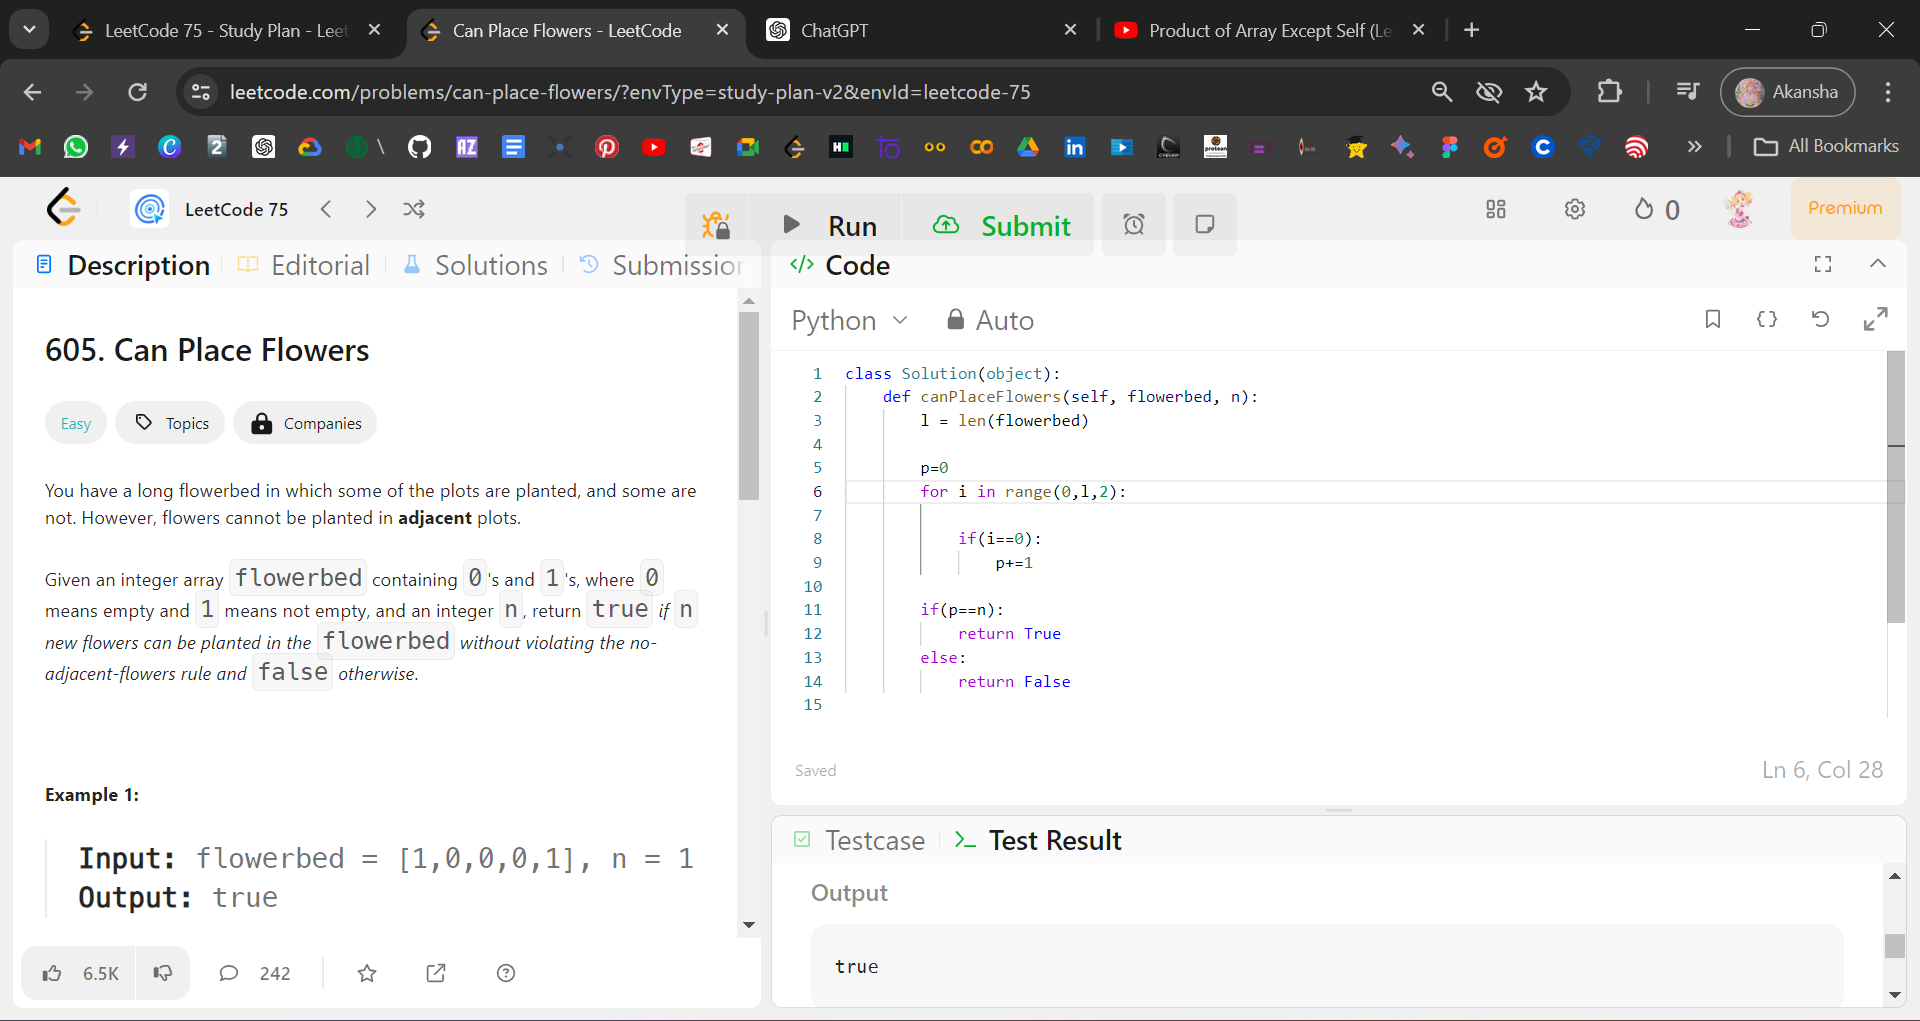 LeetCode 75 - Study Plan - Leet
Can Place Flowers - LeetCode
ChatGPT
Product of Array Except Self (Le
leetcode.com/problems/can-place-flowers/?envType=study-plan-v2&envId=leetcode-75
Akansha
All Bookmarks
LeetCode 75
Run
Submit
0
Premium
Description
Editorial
Solutions
Submission
605. Can Place Flowers
Easy
Topics
Companies
You have a long flowerbed in which some of the plots are planted, and some are
not. However, flowers cannot be planted in adjacent plots.
Given an integer array flowerbed containing 0's and 1's, where 0
means empty and 1 means not empty, and an integer n, return true if n
new flowers can be planted in the flowerbed without violating the no-
adjacent-flowers rule and false otherwise.
Example 1:
Input: flowerbed = [1,0,0,0,1], n = 1
Output: true
6.5K
242
</> Code
Python
Auto
1 class Solution(object):
2 def canPlaceFlowers(self, flowerbed, n):
3 l = len(flowerbed)
4
5 p=0
6 for i in range(0,l,2):
7
8 if(i==0):
9 p+=1
10
11 if(p==n):
12 return True
13 else:
14 return False
15
Saved
Ln 6, Col 28
Testcase
Test Result
Output
true